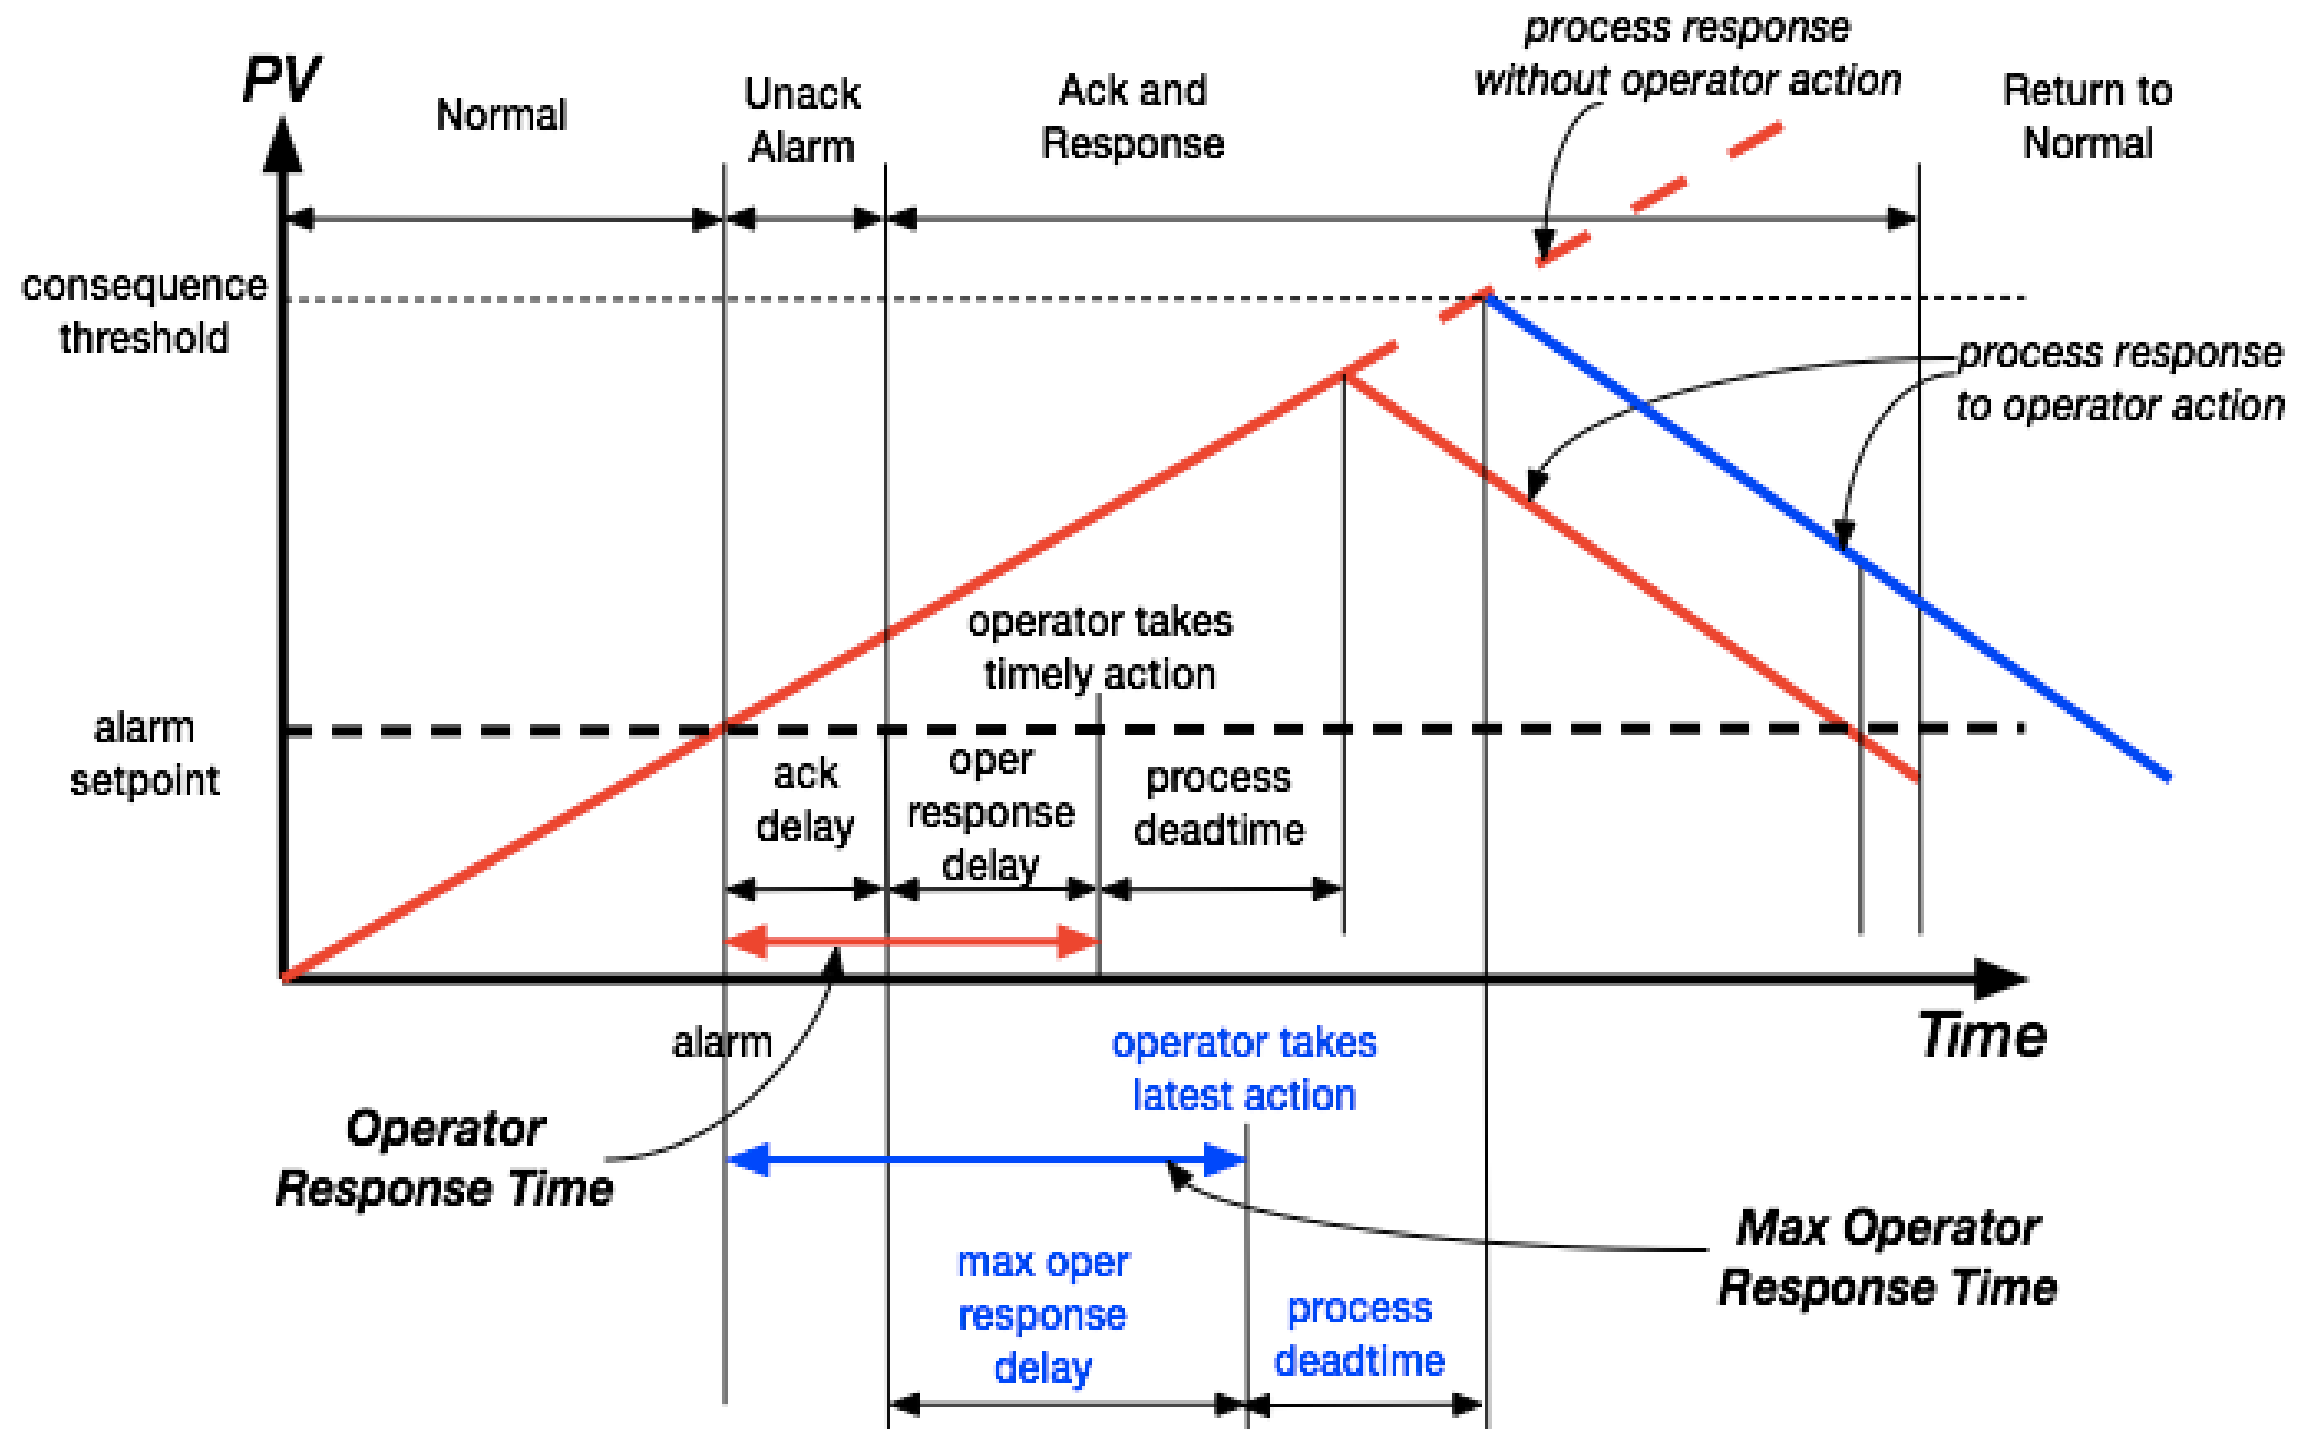 process response
without operator action
PV
Normal
Unack
Alarm
Ack and
Response
Return to
Normal
consequence
threshold
process response
to operator action
operator takes
timely action
alarm
setpoint
ack
delay
oper
response
delay
process
deadtime
alarm
Time
operator takes
latest action
Operator
Response Time
Max Operator
Response Time
max oper
response
delay
process
deadtime